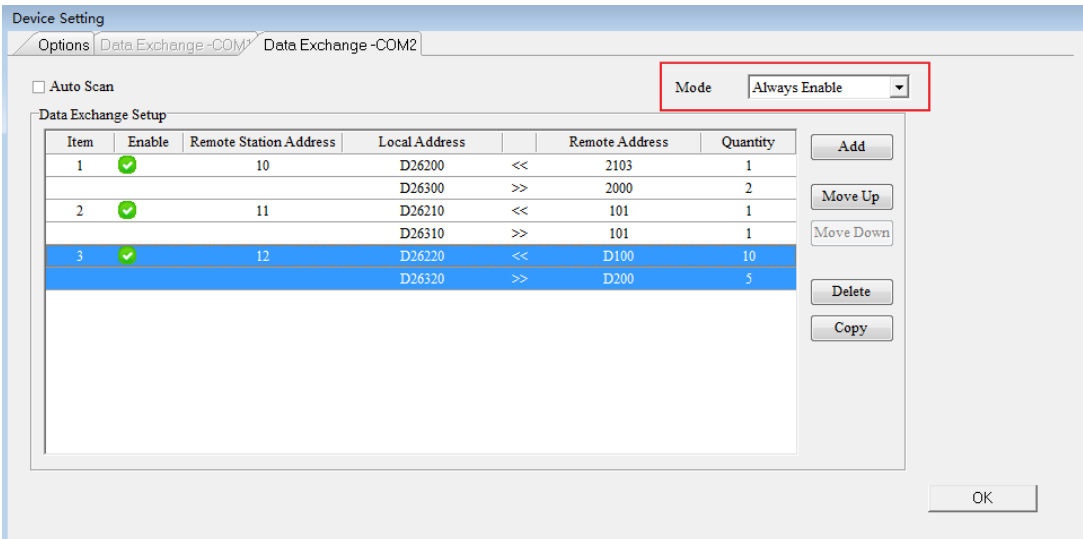 Device Setting
Options Data Exchange -COM1 Data Exchange -COM2
Auto Scan Mode Always Enable
Data Exchange Setup
Item Enable Remote Station Address Local Address Remote Address Quantity
1 10 D26200 << 2103 1
D26300 >> 2000 2
2 11 D26210 << 101 1
D26310 >> 101 1
3 12 D26220 << D100 10
D26320 >> D200 5
Add
Move Up
Move Down
Delete
Copy
OK